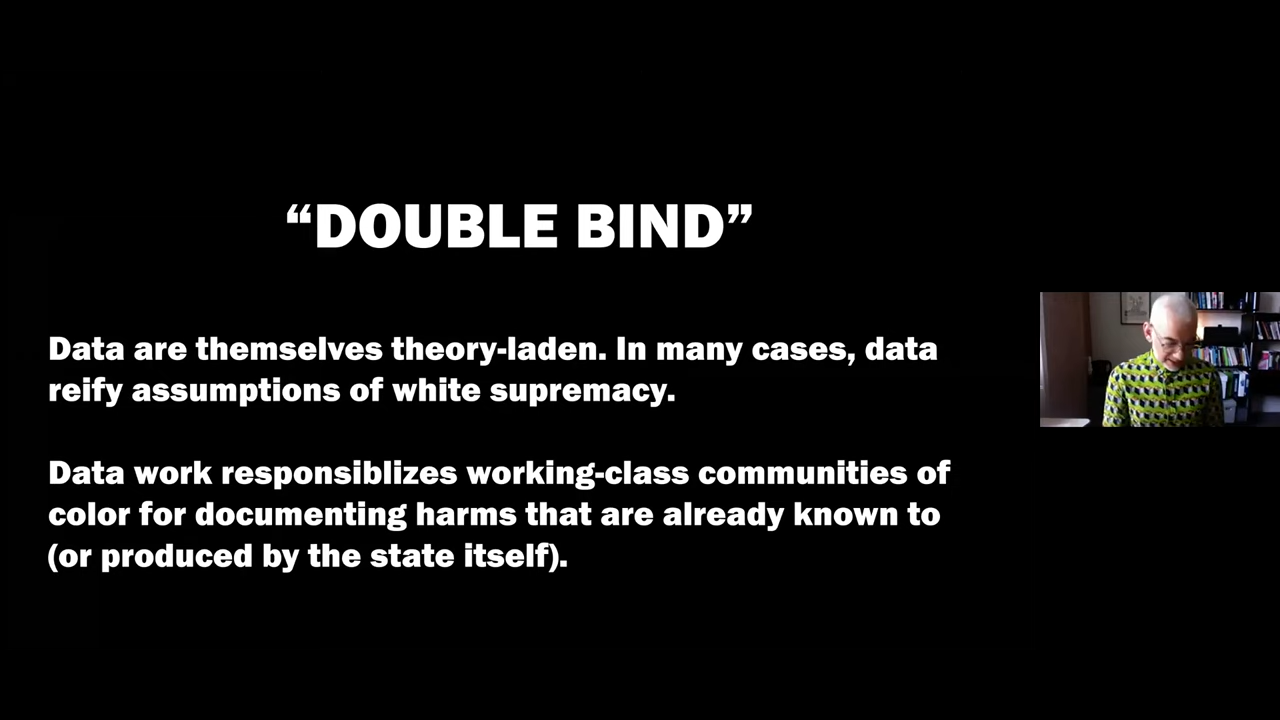 “DOUBLE BIND”
Data are themselves theory-laden. In many cases, data
reify assumptions of white supremacy.
Data work responsiblizes working-class communities of
color for documenting harms that are already known to
(or produced by the state itself).